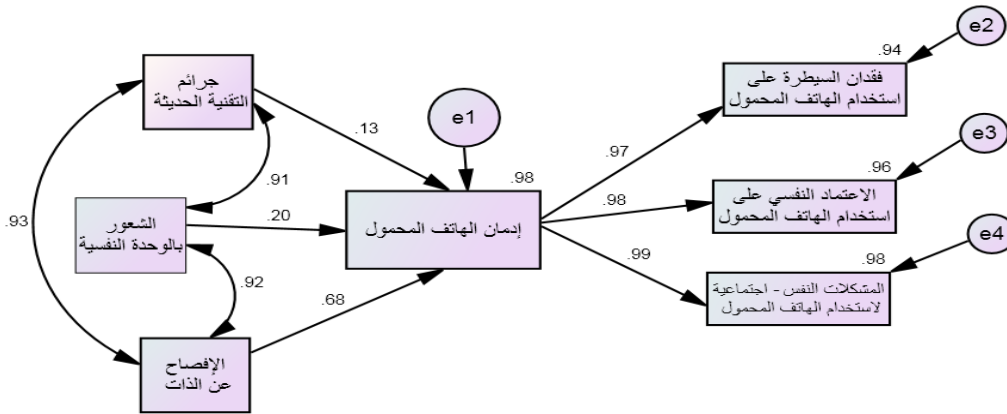 e2
.94
فقدان السيطرة على
استخدام الهاتف المحمول
جرائم
التقنية الحديثة
e1
.13
.97
e3
.96
.91
.98
الاعتماد النفسي على
استخدام الهاتف المحمول
.98
إدمان الهاتف المحمول
الشعور
بالوحدة النفسية
.20
.93
e4
.98
.99
المشكلات النفس - اجتماعية
لاستخدام الهاتف المحمول
.92
.68
الإفصاح
عن الذات